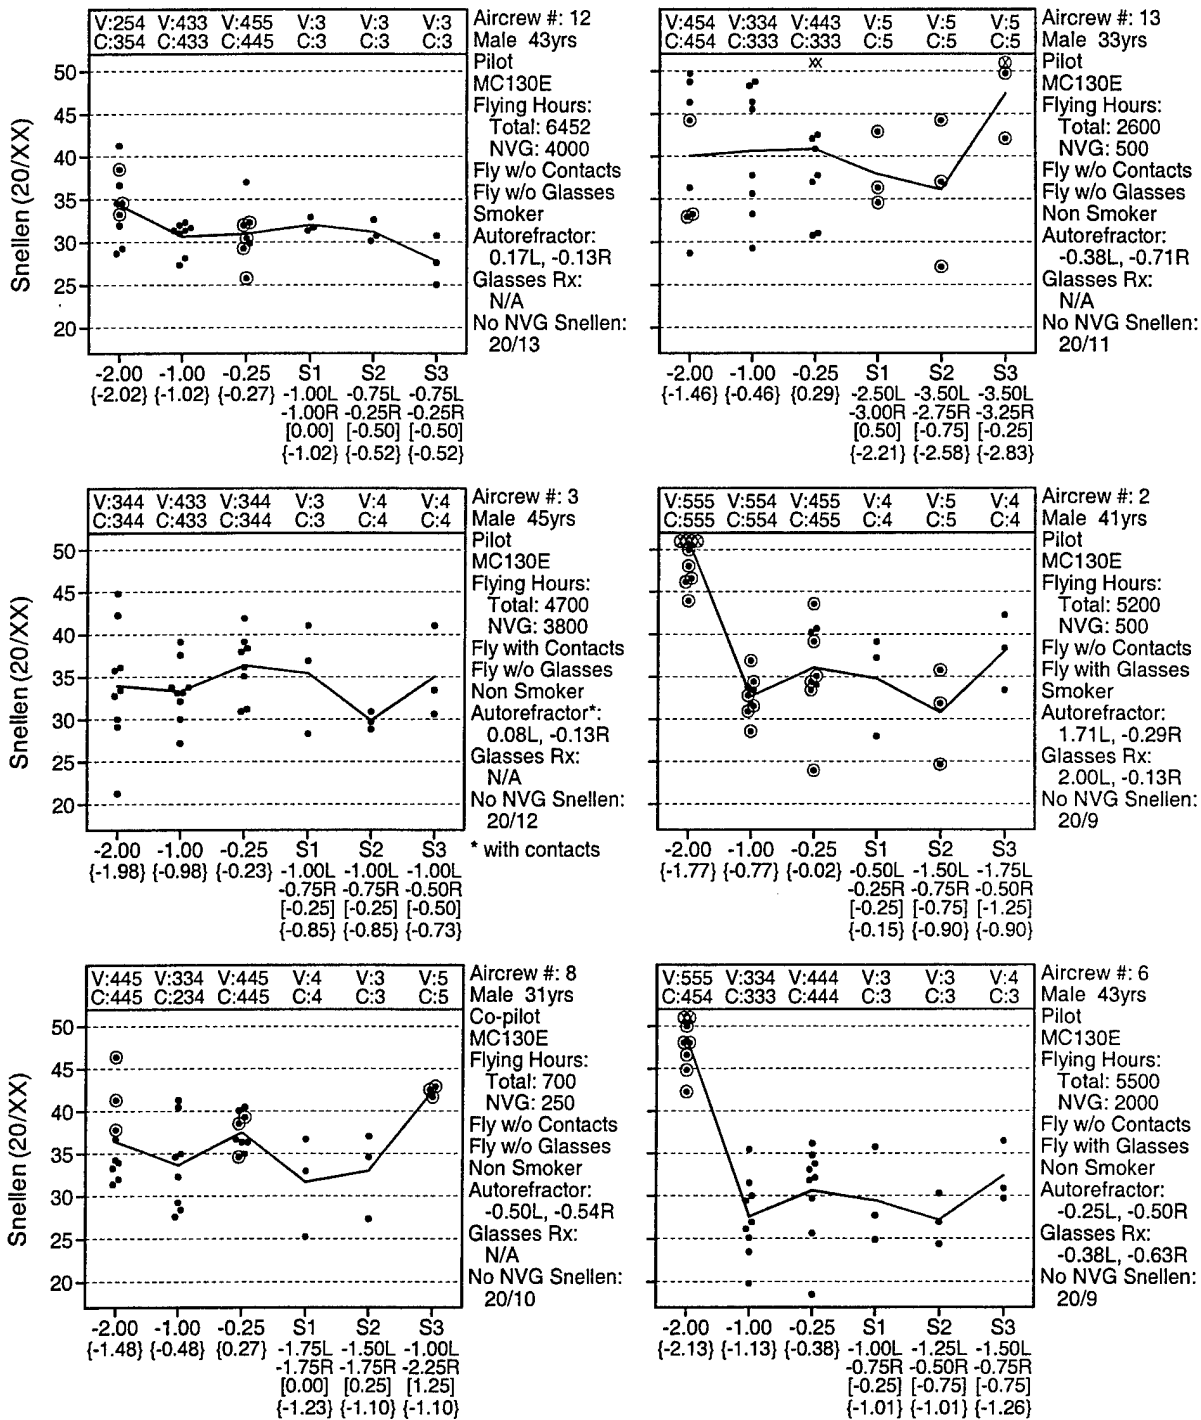 V:254 V:433 V:455 V:3 V:3 V:3
C:354 C:433 C:445 C:3 C:3 C:3
Aircrew #: 12
Male 43yrs
Pilot
MC130E
Flying Hours:
Total: 6452
NVG: 4000
Fly w/o Contacts
Fly w/o Glasses
Smoker
Autorefractor:
0.17L, -0.13R
Glasses Rx:
N/A
No NVG Snellen:
20/13
Snellen (20/XX)
50
45
40
35
30
25
20
-2.00 -1.00 -0.25 S1 S2 S3
{-2.02} {-1.02} {-0.27} -1.00L -0.75L -0.75L
-1.00R -0.25R -0.25R
[0.00] [-0.50] [-0.50]
{-1.02} {-0.52} {-0.52}
V:454 V:334 V:443 V:5 V:5 V:5
C:454 C:333 C:333 C:5 C:5 C:5
Aircrew #: 13
Male 33yrs
Pilot
MC130E
Flying Hours:
Total: 2600
NVG: 500
Fly w/o Contacts
Fly w/o Glasses
Non Smoker
Autorefractor:
-0.38L, -0.71R
Glasses Rx:
N/A
No NVG Snellen:
20/11
-2.00 -1.00 -0.25 S1 S2 S3
{-1.46} {-0.46} {0.29} -2.50L -3.50L -3.50L
-3.00R -2.75R -3.25R
[0.50] [-0.75] [-0.25]
{-2.21} {-2.58} {-2.83}
V:344 V:433 V:344 V:3 V:4 V:4
C:344 C:433 C:344 C:3 C:4 C:4
Aircrew #: 3
Male 45yrs
Pilot
MC130E
Flying Hours:
Total: 4700
NVG: 3800
Fly with Contacts
Fly w/o Glasses
Non Smoker
Autorefractor*:
0.08L, -0.13R
Glasses Rx:
N/A
No NVG Snellen:
20/12
* with contacts
Snellen (20/XX)
50
45
40
35
30
25
20
-2.00 -1.00 -0.25 S1 S2 S3
{-1.98} {-0.98} {-0.23} -1.00L -1.00L -1.00L
-0.75R -0.75R -0.50R
[-0.25] [-0.25] [-0.50]
{-0.85} {-0.85} {-0.73}
V:555 V:554 V:455 V:4 V:5 V:4
C:555 C:554 C:455 C:4 C:5 C:4
Aircrew #: 2
Male 41yrs
Pilot
MC130E
Flying Hours:
Total: 5200
NVG: 500
Fly w/o Contacts
Fly with Glasses
Smoker
Autorefractor:
1.71L, -0.29R
Glasses Rx:
2.00L, -0.13R
No NVG Snellen:
20/9
-2.00 -1.00 -0.25 S1 S2 S3
{-1.77} {-0.77} {-0.02} -0.50L -1.50L -1.75L
-0.25R -0.75R -0.50R
[-0.25] [-0.75] [-1.25]
{-0.15} {-0.90} {-0.90}
V:445 V:334 V:445 V:4 V:3 V:5
C:445 C:234 C:445 C:4 C:3 C:5
Aircrew #: 8
Male 31yrs
Co-pilot
MC130E
Flying Hours:
Total: 700
NVG: 250
Fly w/o Contacts
Fly w/o Glasses
Non Smoker
Autorefractor:
-0.50L, -0.54R
Glasses Rx:
N/A
No NVG Snellen:
20/10
Snellen (20/XX)
50
45
40
35
30
25
20
-2.00 -1.00 -0.25 S1 S2 S3
{-1.48} {-0.48} {0.27} -1.75L -1.50L -1.00L
-1.75R -1.75R -2.25R
[0.00] [0.25] [1.25]
{-1.23} {-1.10} {-1.10}
V:555 V:334 V:444 V:3 V:3 V:4
C:454 C:333 C:444 C:3 C:3 C:3
Aircrew #: 6
Male 43yrs
Pilot
MC130E
Flying Hours:
Total: 5500
NVG: 2000
Fly w/o Contacts
Fly with Glasses
Non Smoker
Autorefractor:
-0.25L, -0.50R
Glasses Rx:
-0.38L, -0.63R
No NVG Snellen:
20/9
-2.00 -1.00 -0.25 S1 S2 S3
{-2.13} {-1.13} {-0.38} -1.00L -1.25L -1.50L
-0.75R -0.50R -0.75R
[-0.25] [-0.75] [-0.75]
{-1.01} {-1.01} {-1.26}